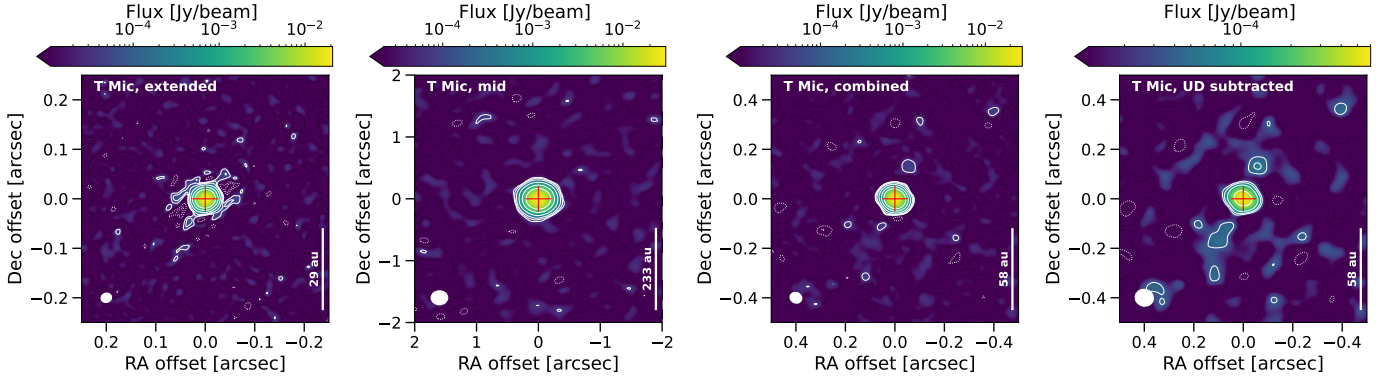 Flux [Jy/beam]
10⁻⁴ 10⁻³ 10⁻²
T Mic, extended
Dec offset [arcsec]
0.2
0.1
0.0
−0.1
−0.2
29 au
0.2 0.1 0.0 −0.1 −0.2
RA offset [arcsec]
Flux [Jy/beam]
10⁻⁴ 10⁻³ 10⁻²
T Mic, mid
Dec offset [arcsec]
2
1
0
−1
−2
233 au
2 1 0 −1 −2
RA offset [arcsec]
Flux [Jy/beam]
10⁻⁴ 10⁻³ 10⁻²
T Mic, combined
Dec offset [arcsec]
0.4
0.2
0.0
−0.2
−0.4
58 au
0.4 0.2 0.0 −0.2 −0.4
RA offset [arcsec]
Flux [Jy/beam]
10⁻⁴
T Mic, UD subtracted
Dec offset [arcsec]
0.4
0.2
0.0
−0.2
−0.4
58 au
0.4 0.2 0.0 −0.2 −0.4
RA offset [arcsec]